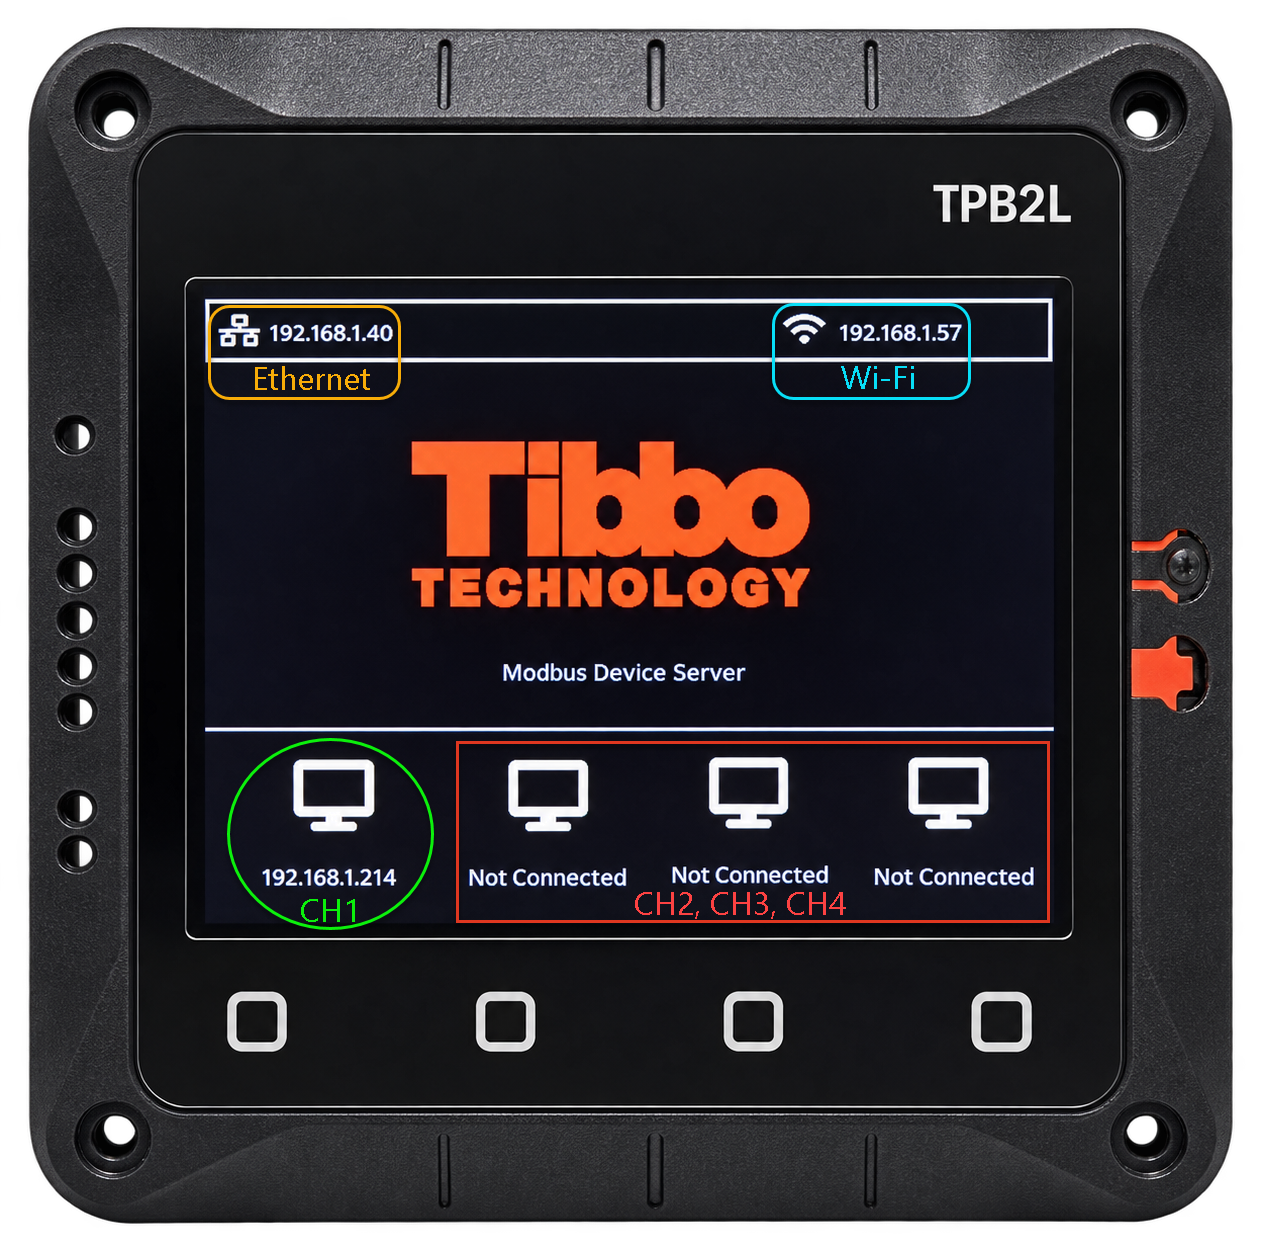 TPB2L
192.168.1.40
192.168.1.57
Ethernet
Wi-Fi
Tibbo
TECHNOLOGY
Modbus Device Server
192.168.1.214
Not Connected
Not Connected
Not Connected
CH1
CH2, CH3, CH4